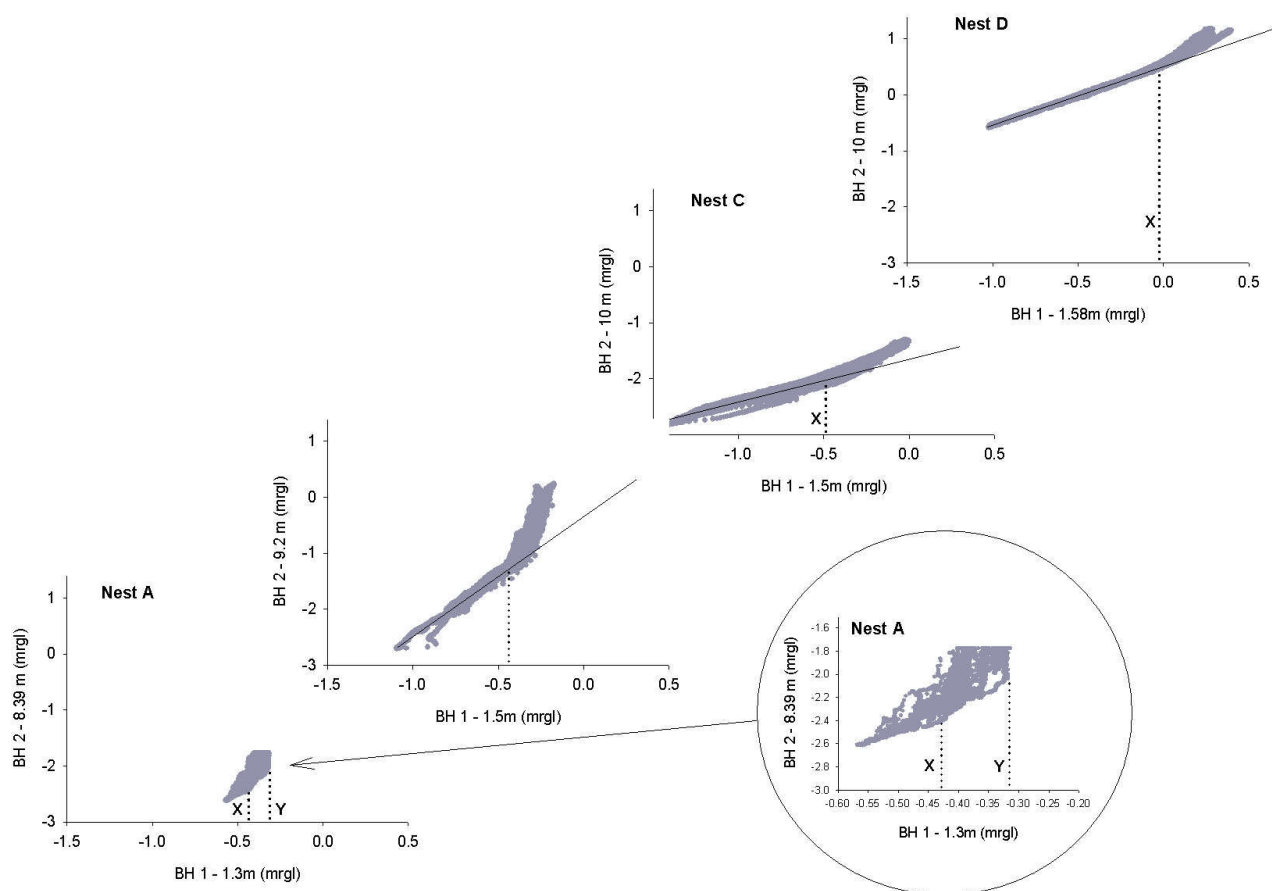 Nest D
1
0
-1
-2
-3
BH 2 - 10 m (mrgl)
X
-1.5
-1.0
-0.5
0.0
0.5
BH 1 - 1.58m (mrgl)
Nest C
1
0
-1
-2
BH 2 - 10 m (mrgl)
X
-1.0
-0.5
0.0
0.5
BH 1 - 1.5m (mrgl)
1
0
-1
-2
-3
BH 2 - 9.2 m (mrgl)
-1.5
-1.0
-0.5
0.0
0.5
BH 1 - 1.5m (mrgl)
Nest A
1
0
-1
-2
-3
BH 2 - 8.39 m (mrgl)
X
Y
-1.5
-1.0
-0.5
0.0
0.5
BH 1 - 1.3m (mrgl)
Nest A
-1.6
-1.8
-2.0
-2.2
-2.4
-2.6
-2.8
-3.0
BH 2 - 8.39 m (mrgl)
X
Y
-0.60
-0.55
-0.50
-0.45
-0.40
-0.35
-0.30
-0.25
-0.20
BH 1 - 1.3m (mrgl)